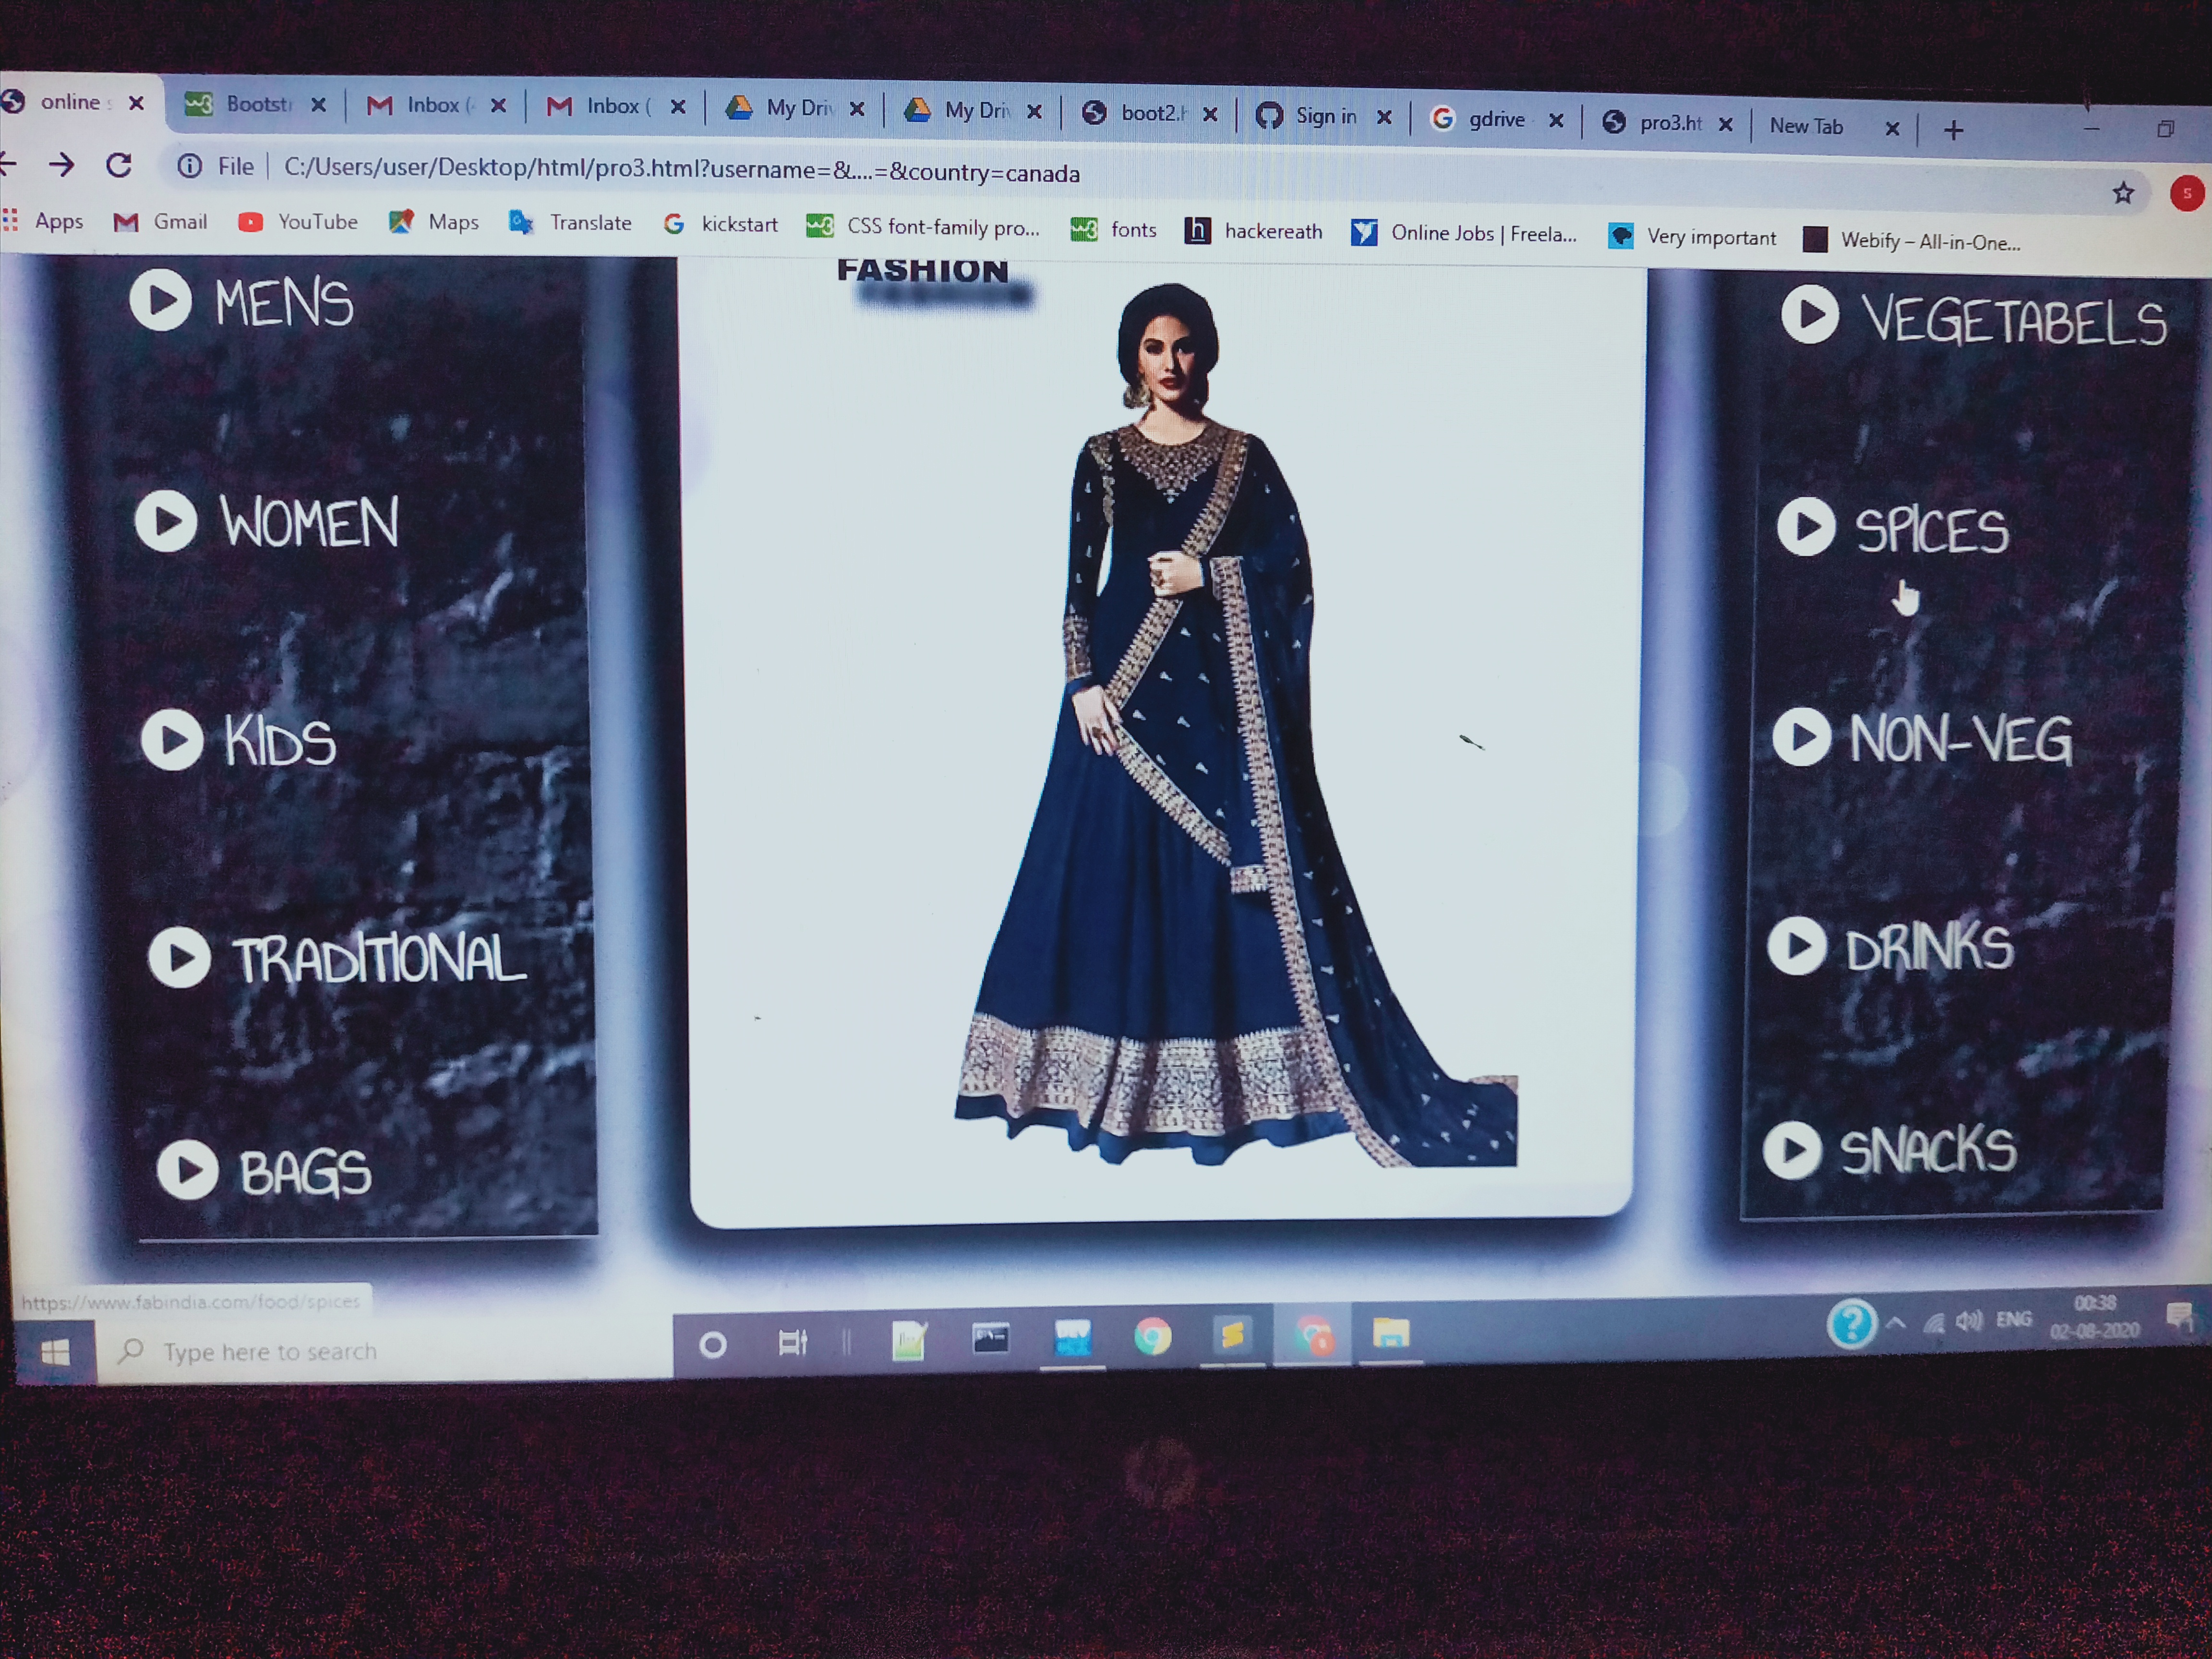 online
Bootstr
Inbox (
Inbox (
My Driv
My Driv
boot2.h
Sign in
gdrive
pro3.ht
New Tab
File
C:/Users/user/Desktop/html/pro3.html?username=&....=&country=canada
S
Apps
Gmail
YouTube
Maps
Translate
kickstart
CSS font-family pro...
fonts
hackereath
Online Jobs | Freela...
Very important
Webify – All-in-One...
FASHION
MENS
WOMEN
KIDS
TRADITIONAL
BAGS
VEGETABELS
SPICES
NON-VEG
DRINKS
SNACKS
https://www.fabindia.com/food/spices
Type here to search
ENG
00:38
02-08-2020